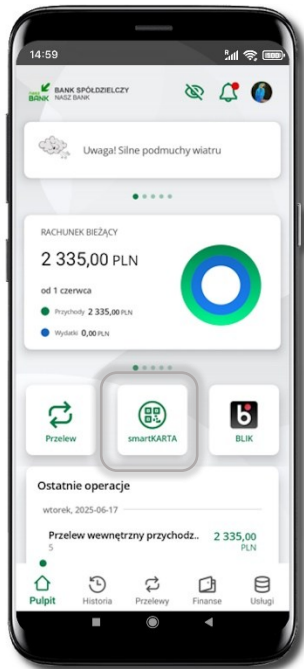 14:59
BANK SPÓŁDZIELCZY
NASZ BANK
Uwaga! Silne podmuchy wiatru
RACHUNEK BIEŻĄCY
2 335,00 PLN
od 1 czerwca
Przychody 2 335,00 PLN
Wydatki 0,00 PLN
Przelew
smartKARTA
BLIK
Ostatnie operacje
wtorek, 2025-06-17
Przelew wewnętrzny przychodz.. 2 335,00
S PLN
Pulpit Historia Przelewy Finanse Usługi